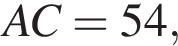 AC = 54,